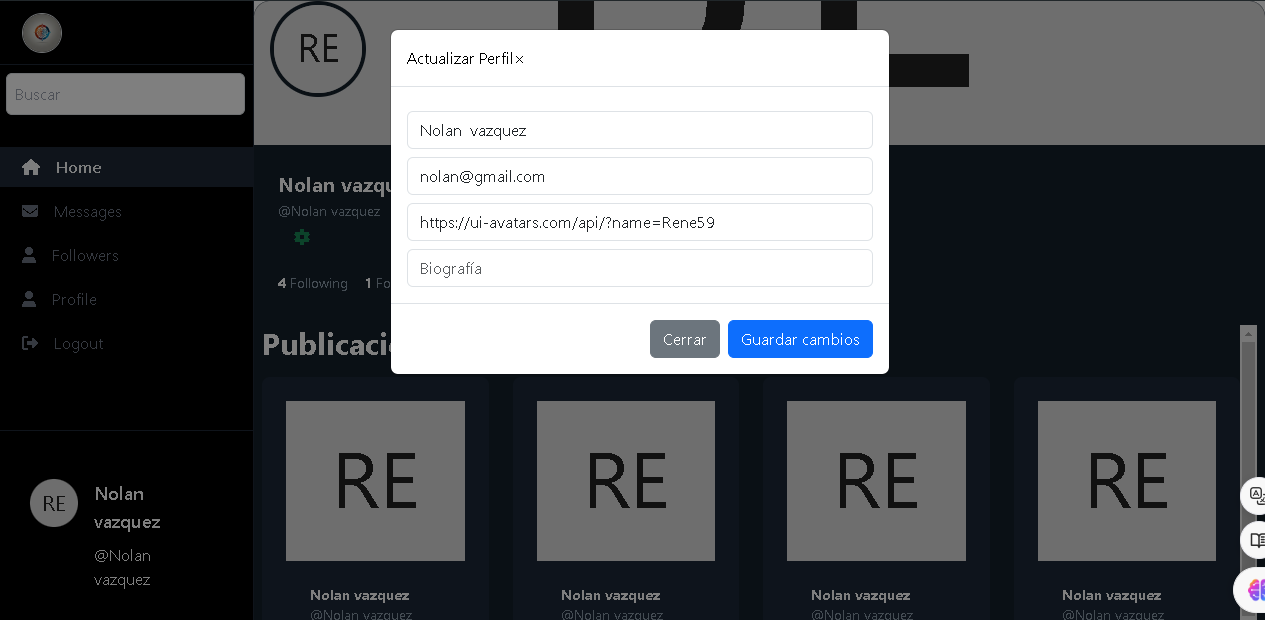 RE
Buscar
Home
Messages
Followers
Profile
Logout
Nolan
vazquez
@Nolan
vazquez
RE
Actualizar Perfil×
Nolan  vazquez
nolan@gmail.com
https://ui-avatars.com/api/?name=Rene59
Biografía
Cerrar
Guardar cambios
Nolan vazqu
@Nolan vazquez
4 Following 1 Fo
Publicaci
RE RE RE RE
Nolan vazquez Nolan vazquez Nolan vazquez Nolan vazquez
@Nolan vazquez @Nolan vazquez @Nolan vazquez @Nolan vazquez